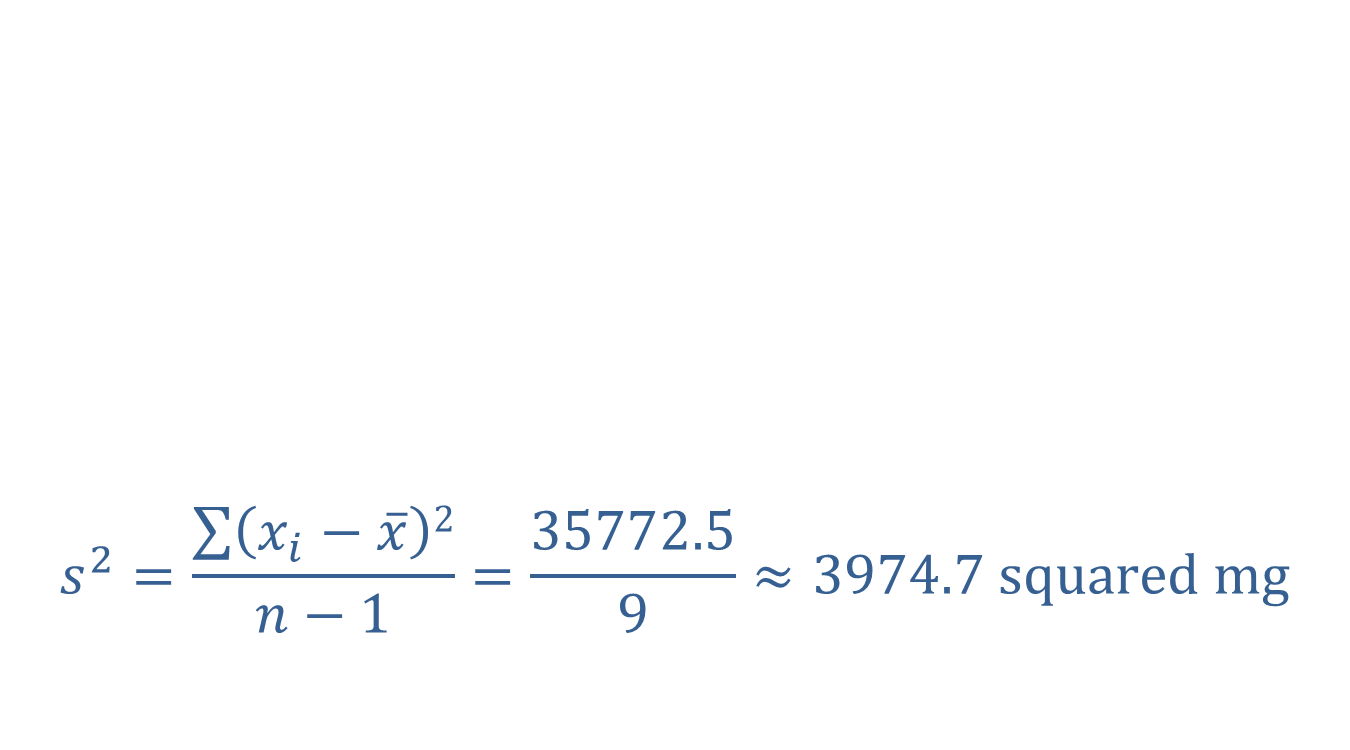 s² = ∑(xᵢ − x̄)² / n − 1 = 35772.5 / 9 ≈ 3974.7 squared mg